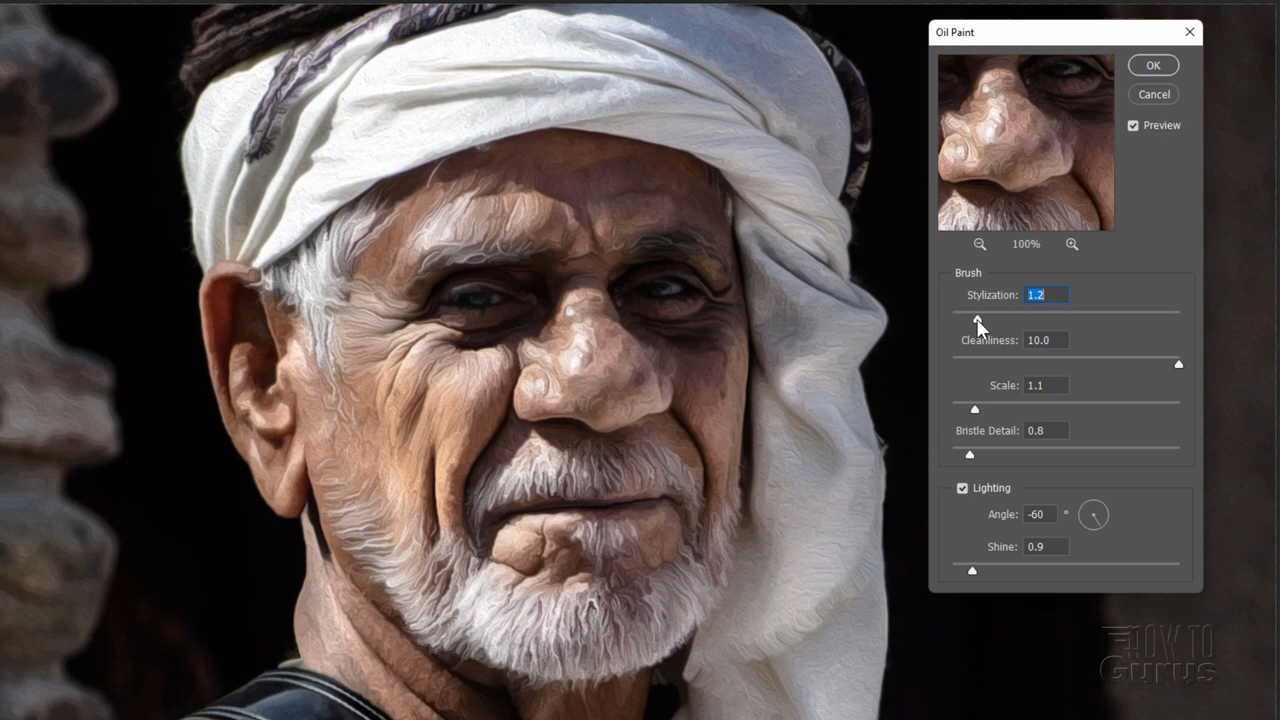 Oil Paint
OK
Cancel
Preview
100%
Brush
Stylization: 1.2
Cleanliness: 10.0
Scale: 1.1
Bristle Detail: 0.8
Lighting
Angle: -60 °
Shine: 0.9
HOW TO
Gurus